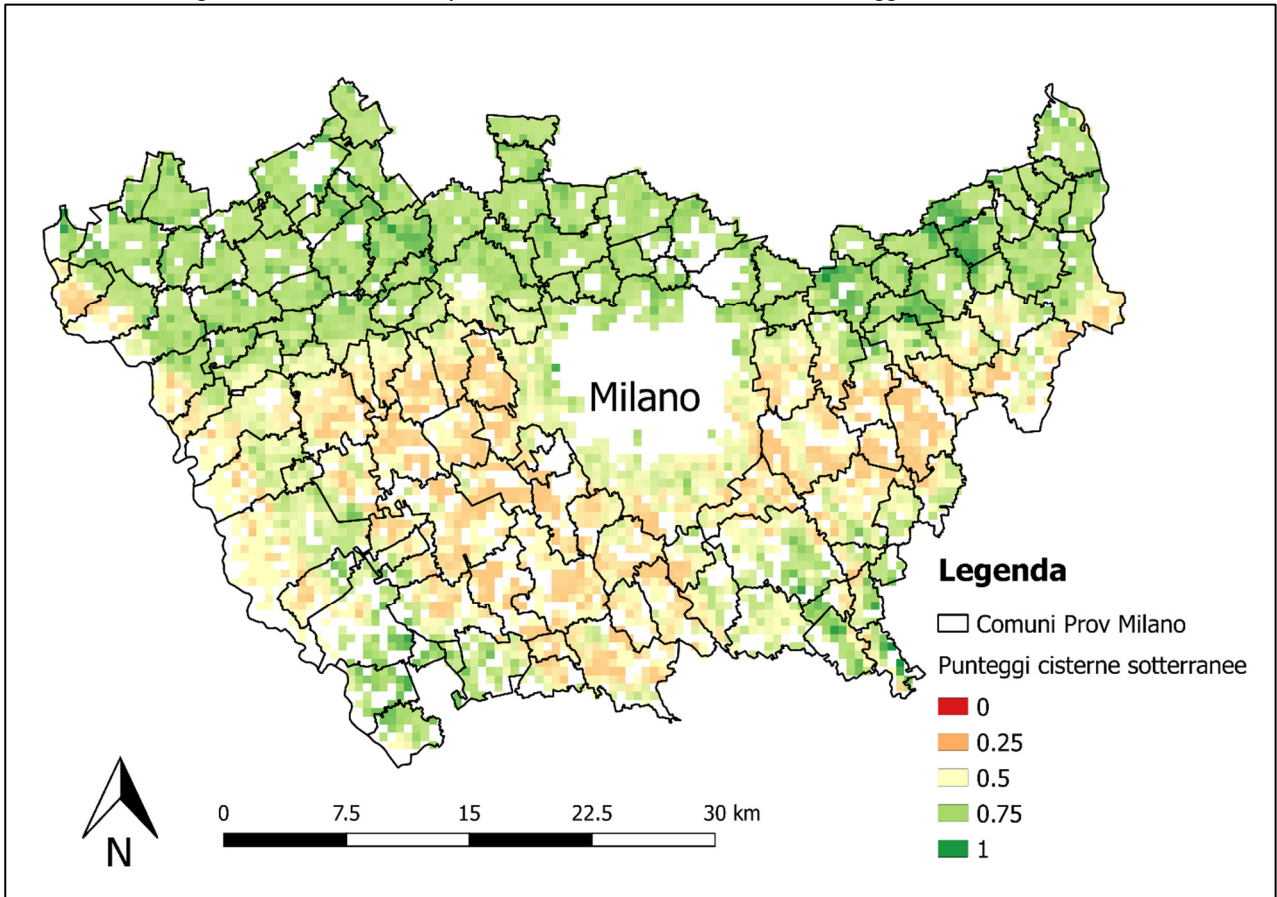 Milano
Legenda
Comuni Prov Milano
Punteggi cisterne sotterranee
0
0.25
0.5
0.75
1
0 7.5 15 22.5 30 km
N